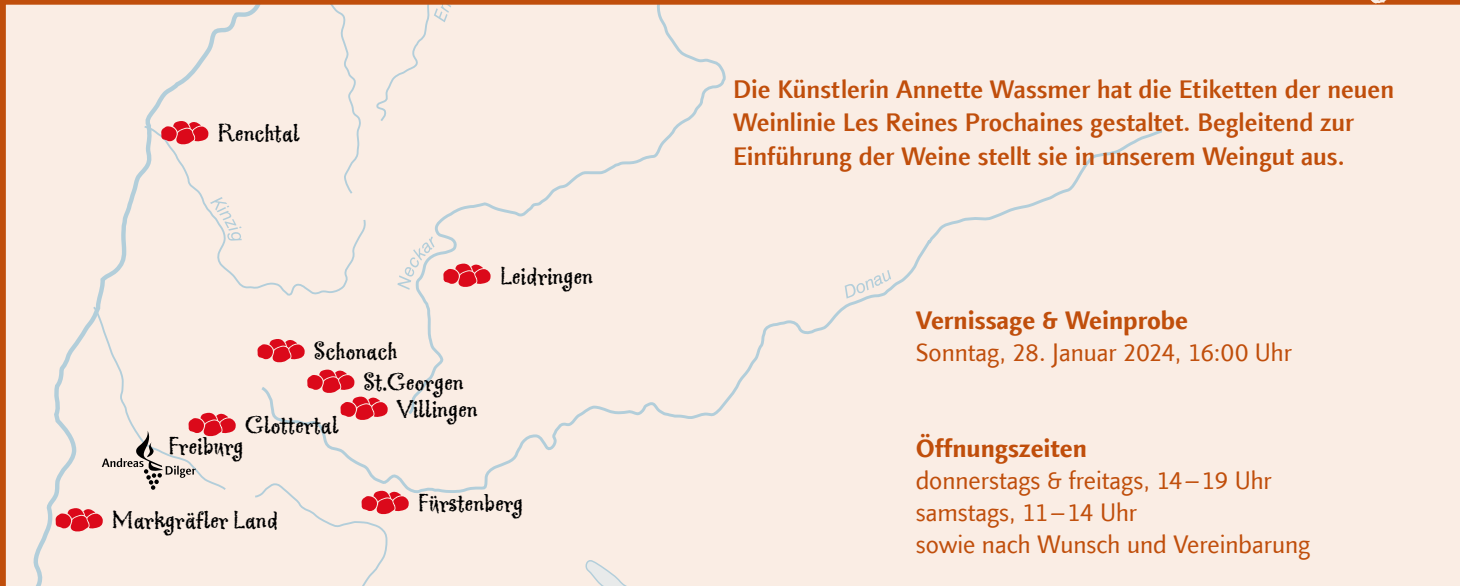 Die Künstlerin Annette Wassmer hat die Etiketten der neuen
Weinlinie Les Reines Prochaines gestaltet. Begleitend zur
Einführung der Weine stellt sie in unserem Weingut aus.
Renchtal
Kinzig
Neckar
Leidringen
Donau
Vernissage & Weinprobe
Sonntag, 28. Januar 2024, 16:00 Uhr
Schonach
St.Georgen
Villingen
Glottertal
Freiburg
Andreas Dilger
Fürstenberg
Markgräfler Land
Öffnungszeiten
donnerstags & freitags, 14–19 Uhr
samstags, 11–14 Uhr
sowie nach Wunsch und Vereinbarung